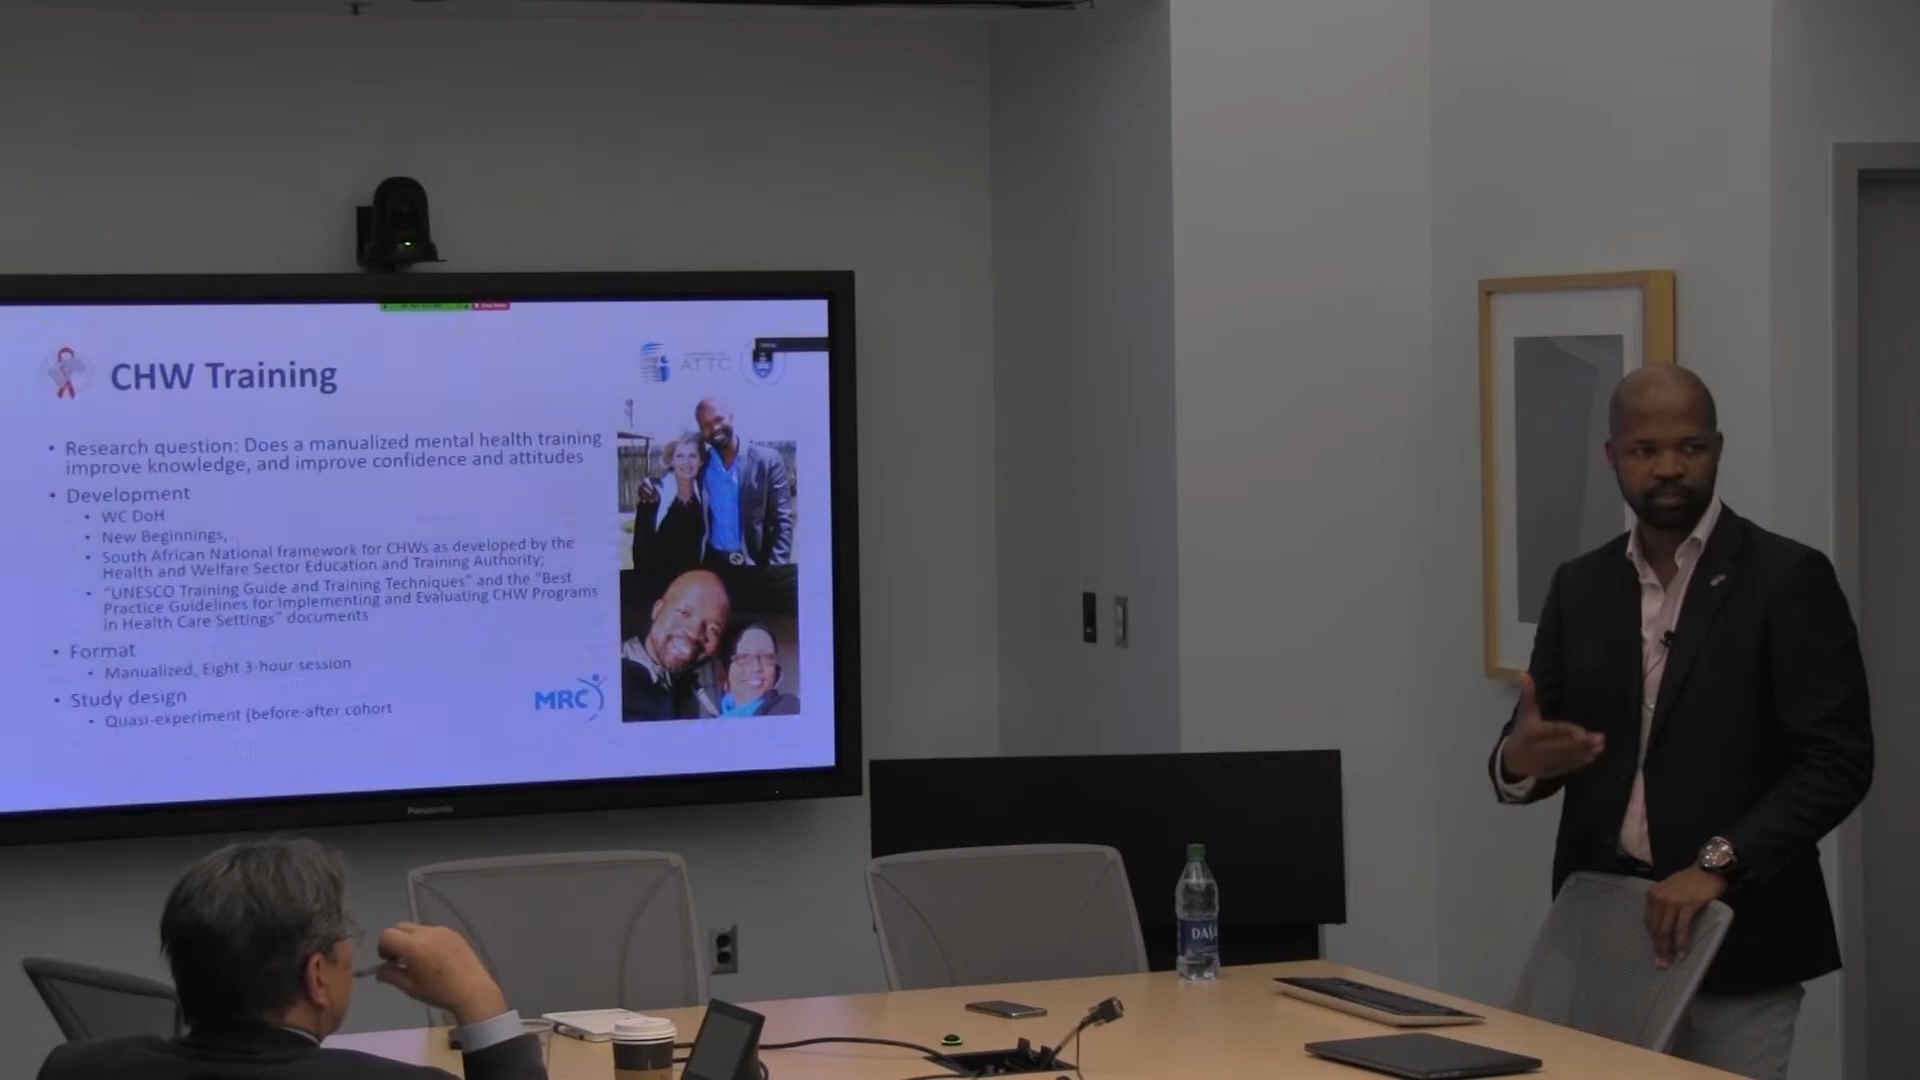 CHW Training
ATTC
• Research question: Does a manualized mental health training
improve knowledge, and improve confidence and attitudes
• Development
• WC DoH
• New Beginnings,
• South African National framework for CHWs as developed by the
Health and Welfare Sector Education and Training Authority;
• "UNESCO Training Guide and Training Techniques" and the "Best
Practice Guidelines for Implementing and Evaluating CHW Programs
in Health Care Settings" documents
• Format
• Manualized, Eight 3-hour session
• Study design
• Quasi-experiment (before-after cohort
MRC
Panasonic
DASA